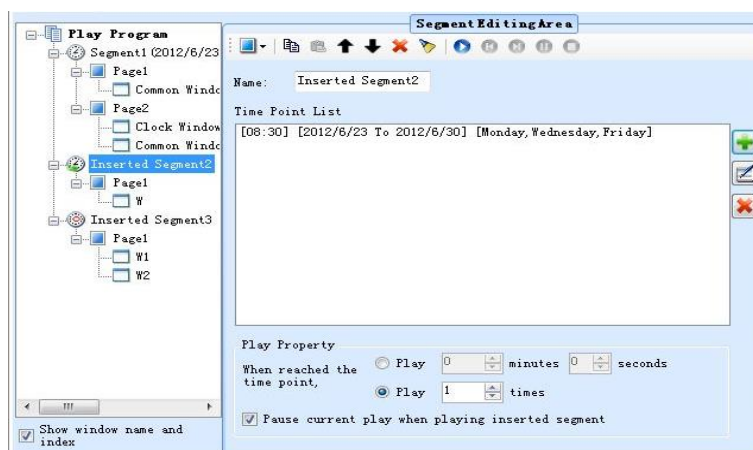 Play Program
Segment1 (2012/6/23
Page1
Common Windo
Page2
Clock Window
Common Windo
Inserted Segment2
Page1
W
Inserted Segment3
Page1
W1
W2
Show window name and
index
SegmentEditingArea
Name: Inserted Segment2
Time Point List
[08:30] [2012/6/23 To 2012/6/30] [Monday, Wednesday, Friday]
Play Property
When reached the
time point,
Play 0 minutes 0 seconds
Play 1 times
Pause current play when playing inserted segment